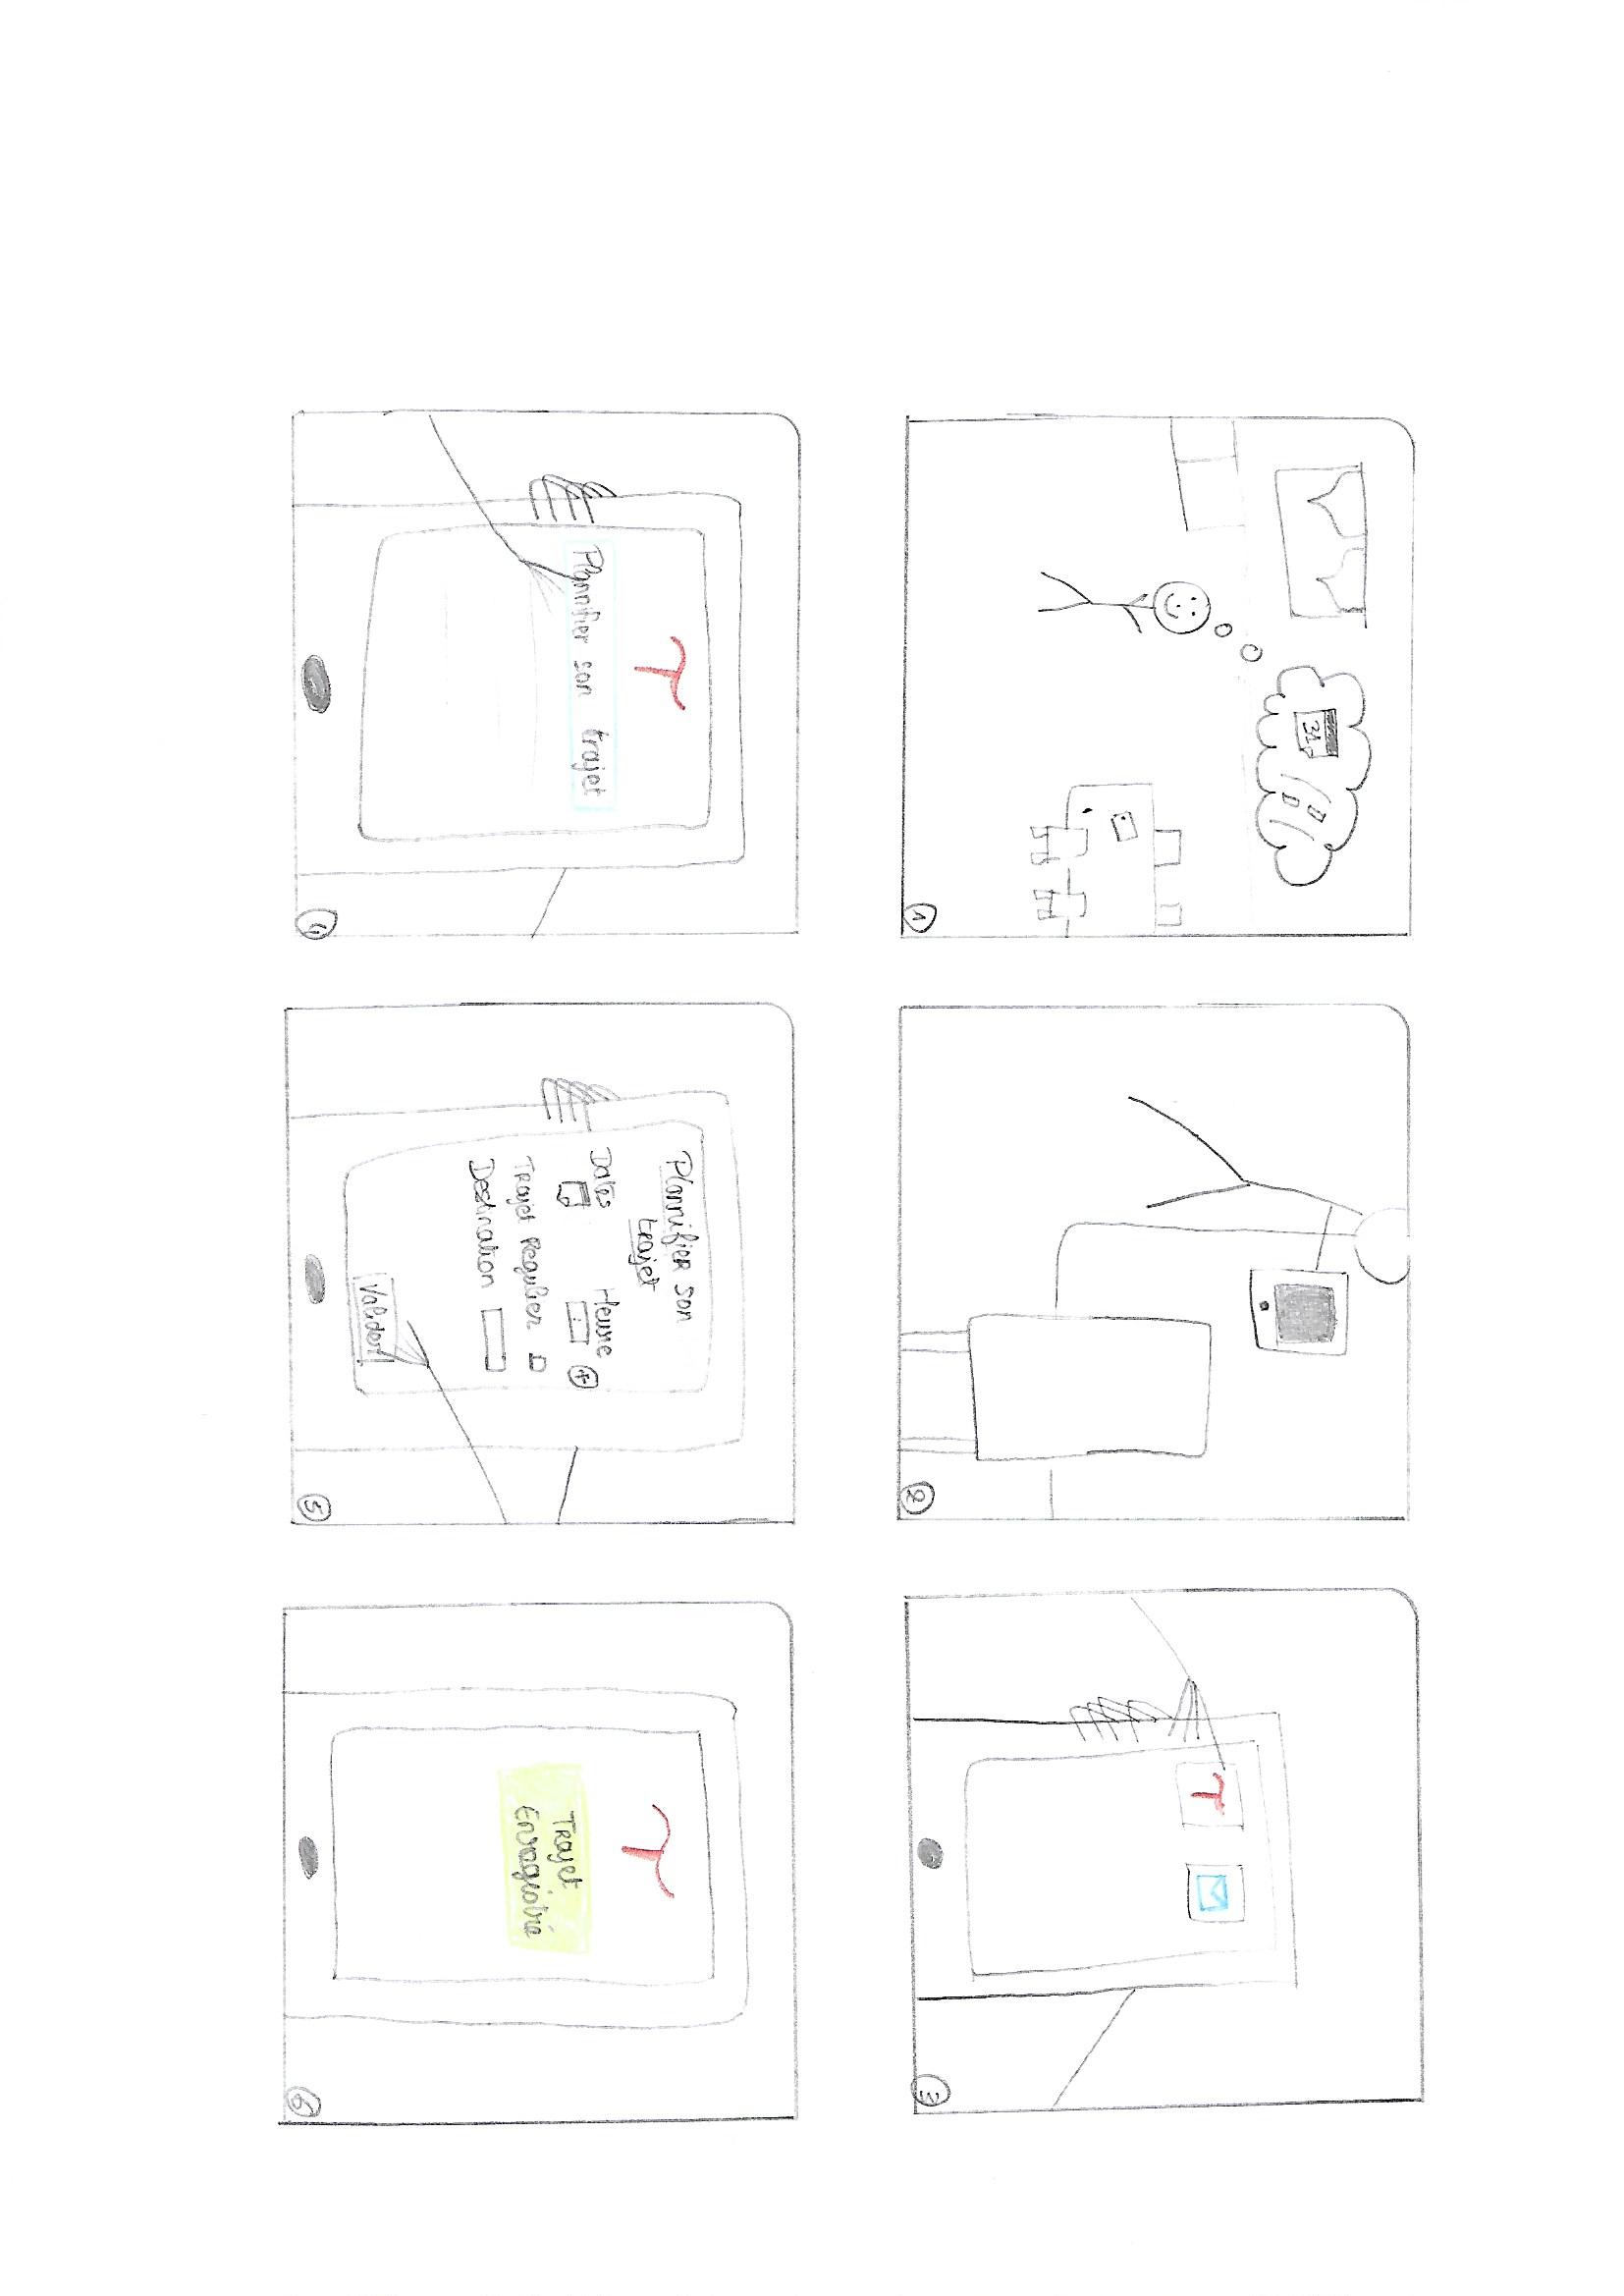 31
1
2
T
3
T
Plannifier son trajet
4
Plannifier son
trajet
Dates Heure
+
Trajet Regulier
Destination
Valider
5
T
Trajet
Enregistré
6